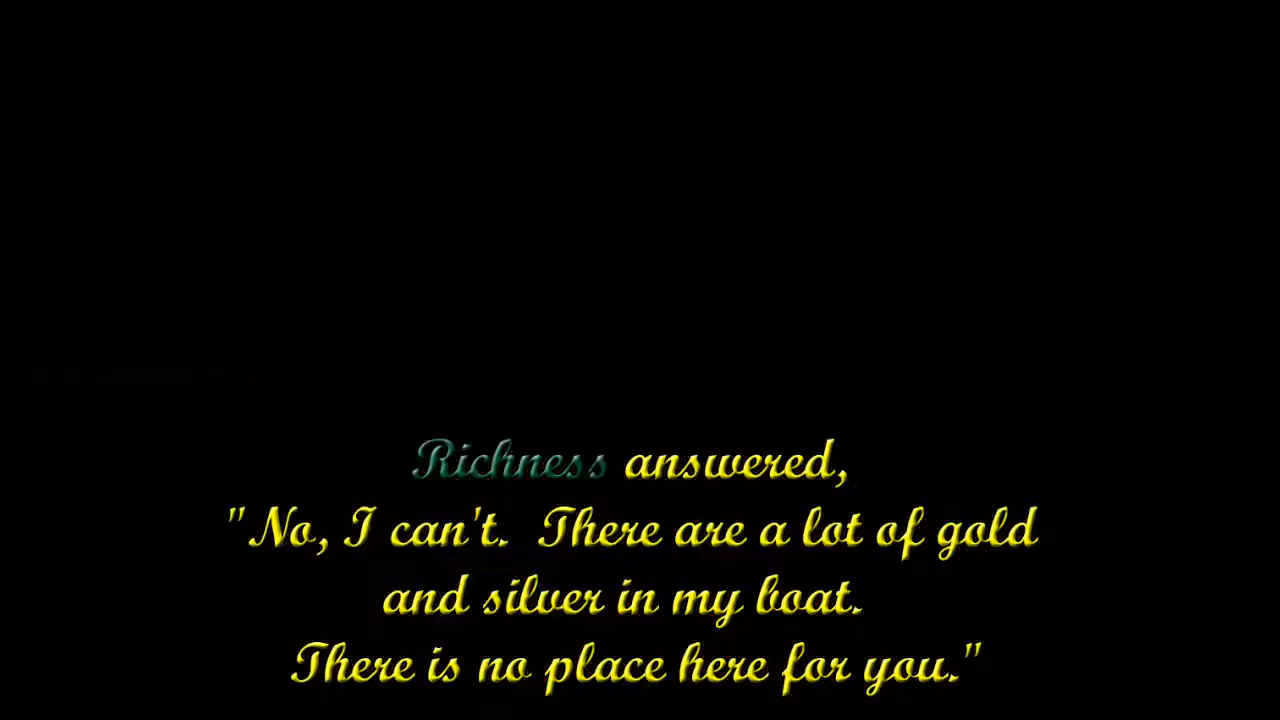 Richness answered,
"No, I can't. There are a lot of gold
and silver in my boat.
There is no place here for you."